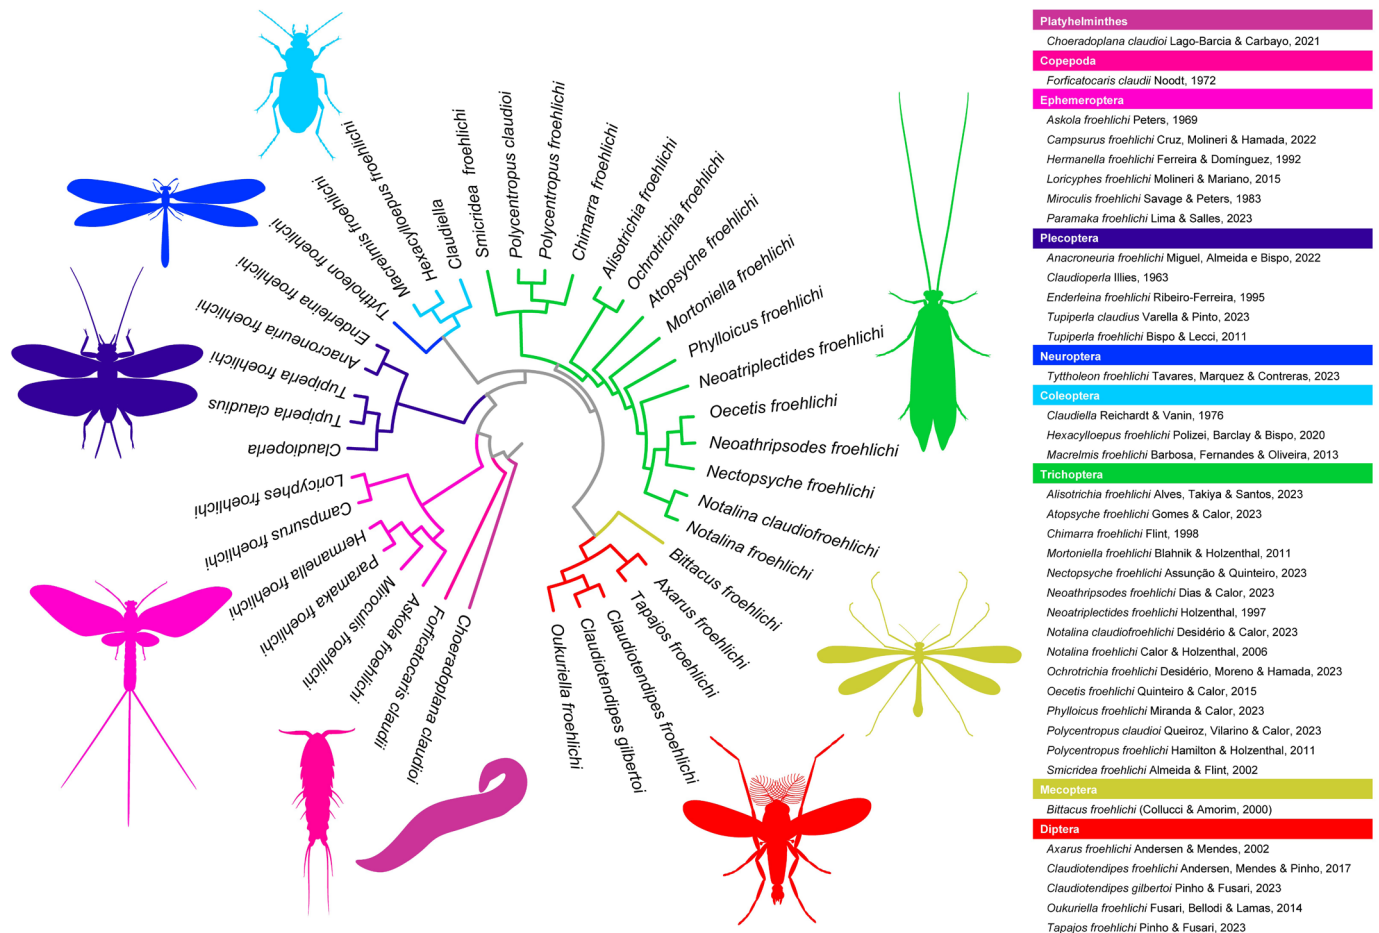 Hexacylloepus froehlichi
Claudiella
Smicridea froehlichi
Polycentropus claudioi
Polycentropus froehlichi
Chimarra froehlichi
Alisotrichia froehlichi
Ochrotrichia froehlichi
Atopsyche froehlichi
Mortoniella froehlichi
Phylloicus froehlichi
Neoatriplectides froehlichi
Oecetis froehlichi
Neoathripsodes froehlichi
Nectopsyche froehlichi
Notalina claudiofroehlichi
Notalina froehlichi
Bittacus froehlichi
Axarus froehlichi
Tapajos froehlichi
Claudiotendipes froehlichi
Claudiotendipes gilbertoi
Oukuriella froehlichi
Choeradoplana claudioi
Forficatocaris claudii
Askola froehlichi
Miroculis froehlichi
Paramaka froehlichi
Hermanella froehlichi
Campsurus froehlichi
Loricyphes froehlichi
Claudioperla
Tupiperla claudius
Tupiperla froehlichi
Anacroneuria froehlichi
Enderleina froehlichi
Tyttholeon froehlichi
Macrelmis froehlichi
Platyhelminthes
Choeradoplana claudioi Lago-Barcia & Carbayo, 2021
Copepoda
Forficatocaris claudii Noodt, 1972
Ephemeroptera
Askola froehlichi Peters, 1969
Campsurus froehlichi Cruz, Molineri & Hamada, 2022
Hermanella froehlichi Ferreira & Domínguez, 1992
Loricyphes froehlichi Molineri & Mariano, 2015
Miroculis froehlichi Savage & Peters, 1983
Paramaka froehlichi Lima & Salles, 2023
Plecoptera
Anacroneuria froehlichi Miguel, Almeida e Bispo, 2022
Claudioperla Illies, 1963
Enderleina froehlichi Ribeiro-Ferreira, 1995
Tupiperla claudius Varella & Pinto, 2023
Tupiperla froehlichi Bispo & Lecci, 2011
Neuroptera
Tyttholeon froehlichi Tavares, Marquez & Contreras, 2023
Coleoptera
Claudiella Reichardt & Vanin, 1976
Hexacylloepus froehlichi Polizei, Barclay & Bispo, 2020
Macrelmis froehlichi Barbosa, Fernandes & Oliveira, 2013
Trichoptera
Alisotrichia froehlichi Alves, Takiya & Santos, 2023
Atopsyche froehlichi Gomes & Calor, 2023
Chimarra froehlichi Flint, 1998
Mortoniella froehlichi Blahnik & Holzenthal, 2011
Nectopsyche froehlichi Assunção & Quinteiro, 2023
Neoathripsodes froehlichi Dias & Calor, 2023
Neoatriplectides froehlichi Holzenthal, 1997
Notalina claudiofroehlichi Desidério & Calor, 2023
Notalina froehlichi Calor & Holzenthal, 2006
Ochrotrichia froehlichi Desidério, Moreno & Hamada, 2023
Oecetis froehlichi Quinteiro & Calor, 2015
Phylloicus froehlichi Miranda & Calor, 2023
Polycentropus claudioi Queiroz, Vilarino & Calor, 2023
Polycentropus froehlichi Hamilton & Holzenthal, 2011
Smicridea froehlichi Almeida & Flint, 2002
Mecoptera
Bittacus froehlichi (Collucci & Amorim, 2000)
Diptera
Axarus froehlichi Andersen & Mendes, 2002
Claudiotendipes froehlichi Andersen, Mendes & Pinho, 2017
Claudiotendipes gilbertoi Pinho & Fusari, 2023
Oukuriella froehlichi Fusari, Bellodi & Lamas, 2014
Tapajos froehlichi Pinho & Fusari, 2023